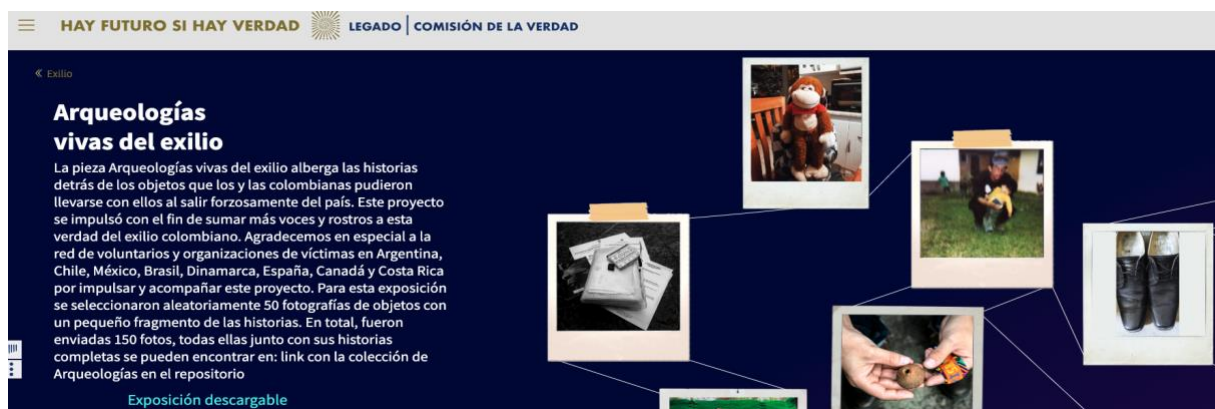 HAY FUTURO SI HAY VERDAD LEGADO | COMISIÓN DE LA VERDAD
« Exilio
Arqueologías
vivas del exilio
La pieza Arqueologías vivas del exilio alberga las historias
detrás de los objetos que los y las colombianas pudieron
llevarse con ellos al salir forzosamente del país. Este proyecto
se impulsó con el fin de sumar más voces y rostros a esta
verdad del exilio colombiano. Agradecemos en especial a la
red de voluntarios y organizaciones de víctimas en Argentina,
Chile, México, Brasil, Dinamarca, España, Canadá y Costa Rica
por impulsar y acompañar este proyecto. Para esta exposición
se seleccionaron aleatoriamente 50 fotografías de objetos con
un pequeño fragmento de las historias. En total, fueron
enviadas 150 fotos, todas ellas junto con sus historias
completas se pueden encontrar en: link con la colección de
Arqueologías en el repositorio
Exposición descargable